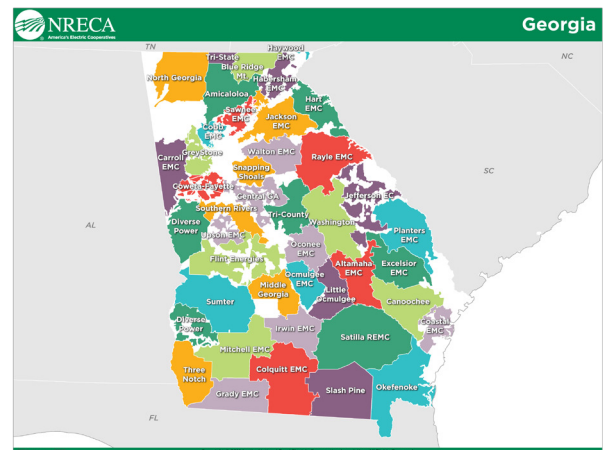 NRECA
America's Electric Cooperatives
Georgia
TN
NC
SC
AL
FL
Haywood
EMC
Tri-State
Blue Ridge
Mt.
North Georgia
Habersham
EMC
Amicaloloa
Hart
EMC
Sawnee
EMC
Jackson
EMC
Cobb
EMC
GreyStone
Walton EMC
Rayle EMC
Carroll
EMC
Snapping
Shoals
Coweta-Fayette
Central GA
Jefferson EC
Southern Rivers
Tri-County
Washington
Diverse
Power
Upson EMC
Planters
EMC
Oconee
EMC
Flint Energies
Altamaha
EMC
Excelsior
EMC
Ocmulgee
EMC
Middle
Georgia
Little
Ocmulgee
Sumter
Canoochee
Diverse
Power
Irwin EMC
Coastal
EMC
Satilla REMC
Mitchell EMC
Three
Notch
Colquitt EMC
Grady EMC
Slash Pine
Okefenoke